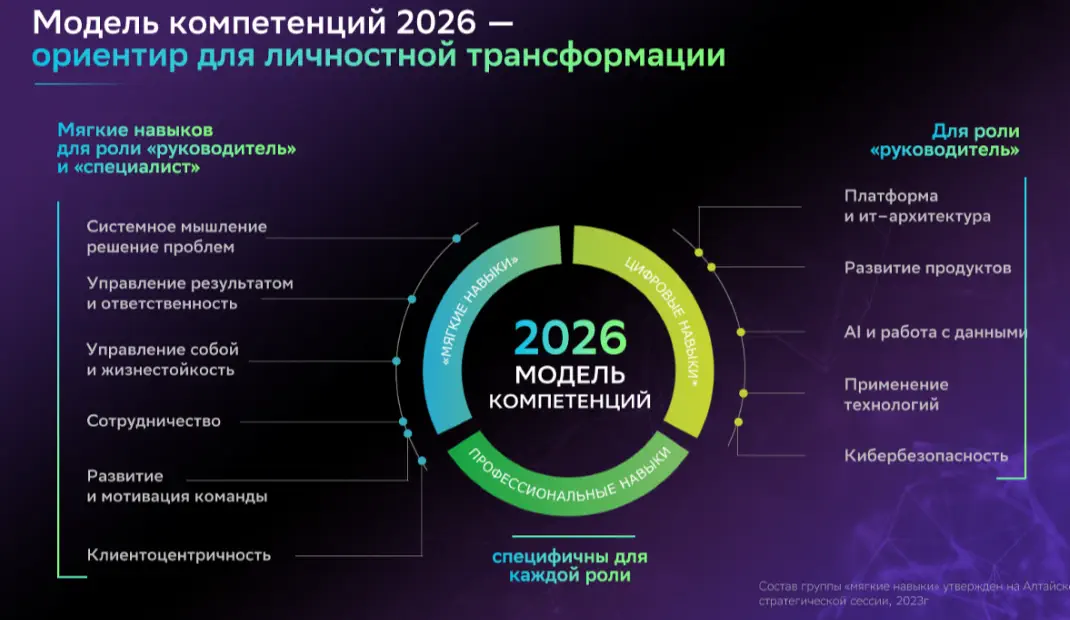 Модель компетенций 2026 —
ориентир для личностной трансформации
Мягкие навыков
для роли «руководитель»
и «специалист»
Системное мышление
решение проблем
Управление результатом
и ответственность
Управление собой
и жизнестойкость
Сотрудничество
Развитие
и мотивация команды
Клиентоцентричность
«МЯГКИЕ НАВЫКИ»
ЦИФРОВЫЕ НАВЫКИ*
ПРОФЕССИОНАЛЬНЫЕ НАВЫКИ
2026
МОДЕЛЬ
КОМПЕТЕНЦИЙ
специфичны для
каждой роли
Для роли
«руководитель»
Платформа
и ит-архитектура
Развитие продуктов
AI и работа с данными
Применение
технологий
Кибербезопасность
Состав группы «мягкие навыки» утвержден на
стратегической сессии, 2023г